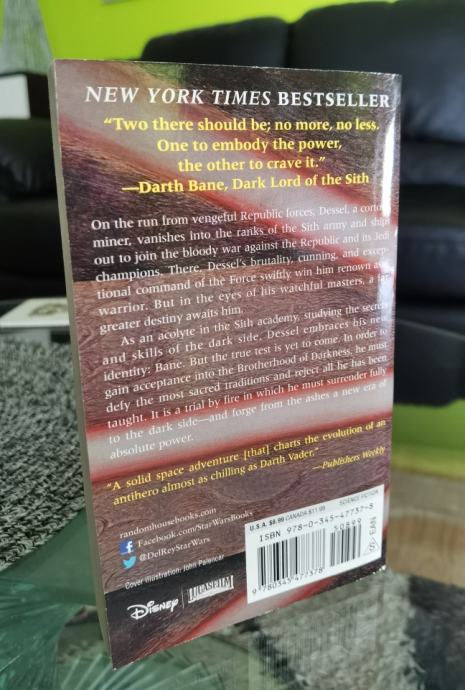 NEW YORK TIMES BESTSELLER
“Two there should be; no more, no less.
One to embody the power,
the other to crave it.”
—Darth Bane, Dark Lord of the Sith
On the run from vengeful Republic forces, Dessel, a cortosis
miner, vanishes into the ranks of the Sith army and ships
out to join the bloody war against the Republic and its Jedi
champions. There, Dessel’s brutality, cunning, and excep-
tional command of the Force swiftly win him renown as a
warrior. But in the eyes of his watchful masters, a far
greater destiny awaits him.
As an acolyte in the Sith academy, studying the secrets
and skills of the dark side, Dessel embraces his new
identity: Bane. But the true test is yet to come. In order to
gain acceptance into the Brotherhood of Darkness, he must
defy the most sacred traditions and reject all he has been
taught. It is a trial by fire in which he must surrender fully
to the dark side—and forge from the ashes a new era of
absolute power.
“A solid space adventure [that] charts the evolution of an
antihero almost as chilling as Darth Vader.”
—Publishers Weekly
randomhousebooks.com
f Facebook.com/StarWarsBooks
@DelReyStarWars
Cover illustration: John Palencar
Disney LUCASFILM
U.S.A. $8.99 CANADA $11.99 SCIENCE FICTION
ISBN 978-0-345-47737-8
50899
EAN
9 780345 477378